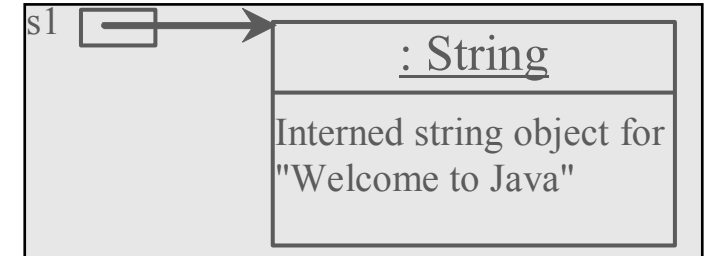 s1
: String
Interned string object for
"Welcome to Java"